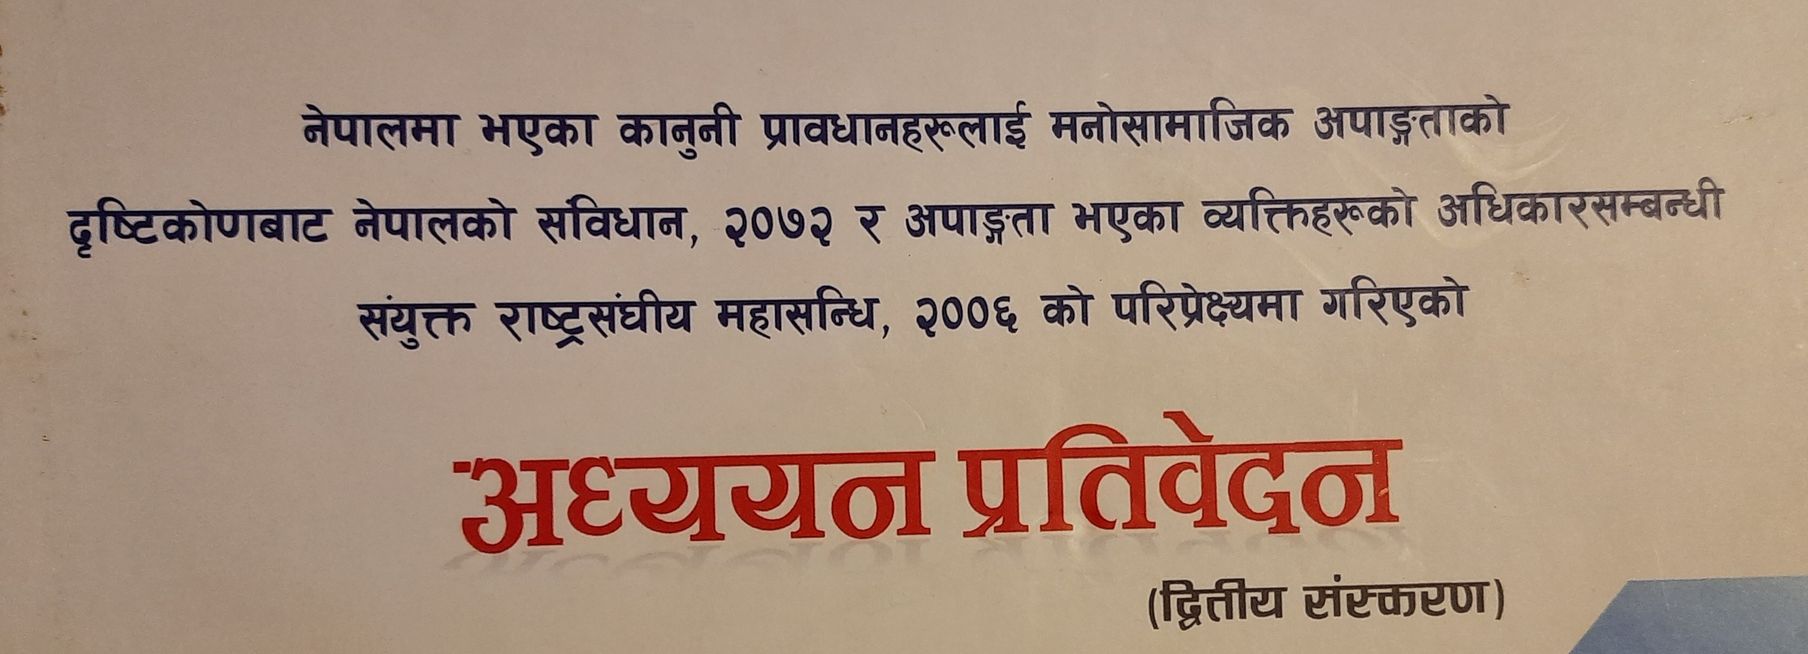 नेपालमा भएका कानुनी प्रावधानहरूलाई मनोसामाजिक अपाङ्गताको
दृष्टिकोणबाट नेपालको संविधान, २०७२ र अपाङ्गता भएका व्यक्तिहरूको अधिकारसम्बन्धी
संयुक्त राष्ट्रसंघीय महासन्धि, २००६ को परिप्रेक्ष्यमा गरिएको
अध्ययन प्रतिवेदन
(द्वितीय संस्करण)